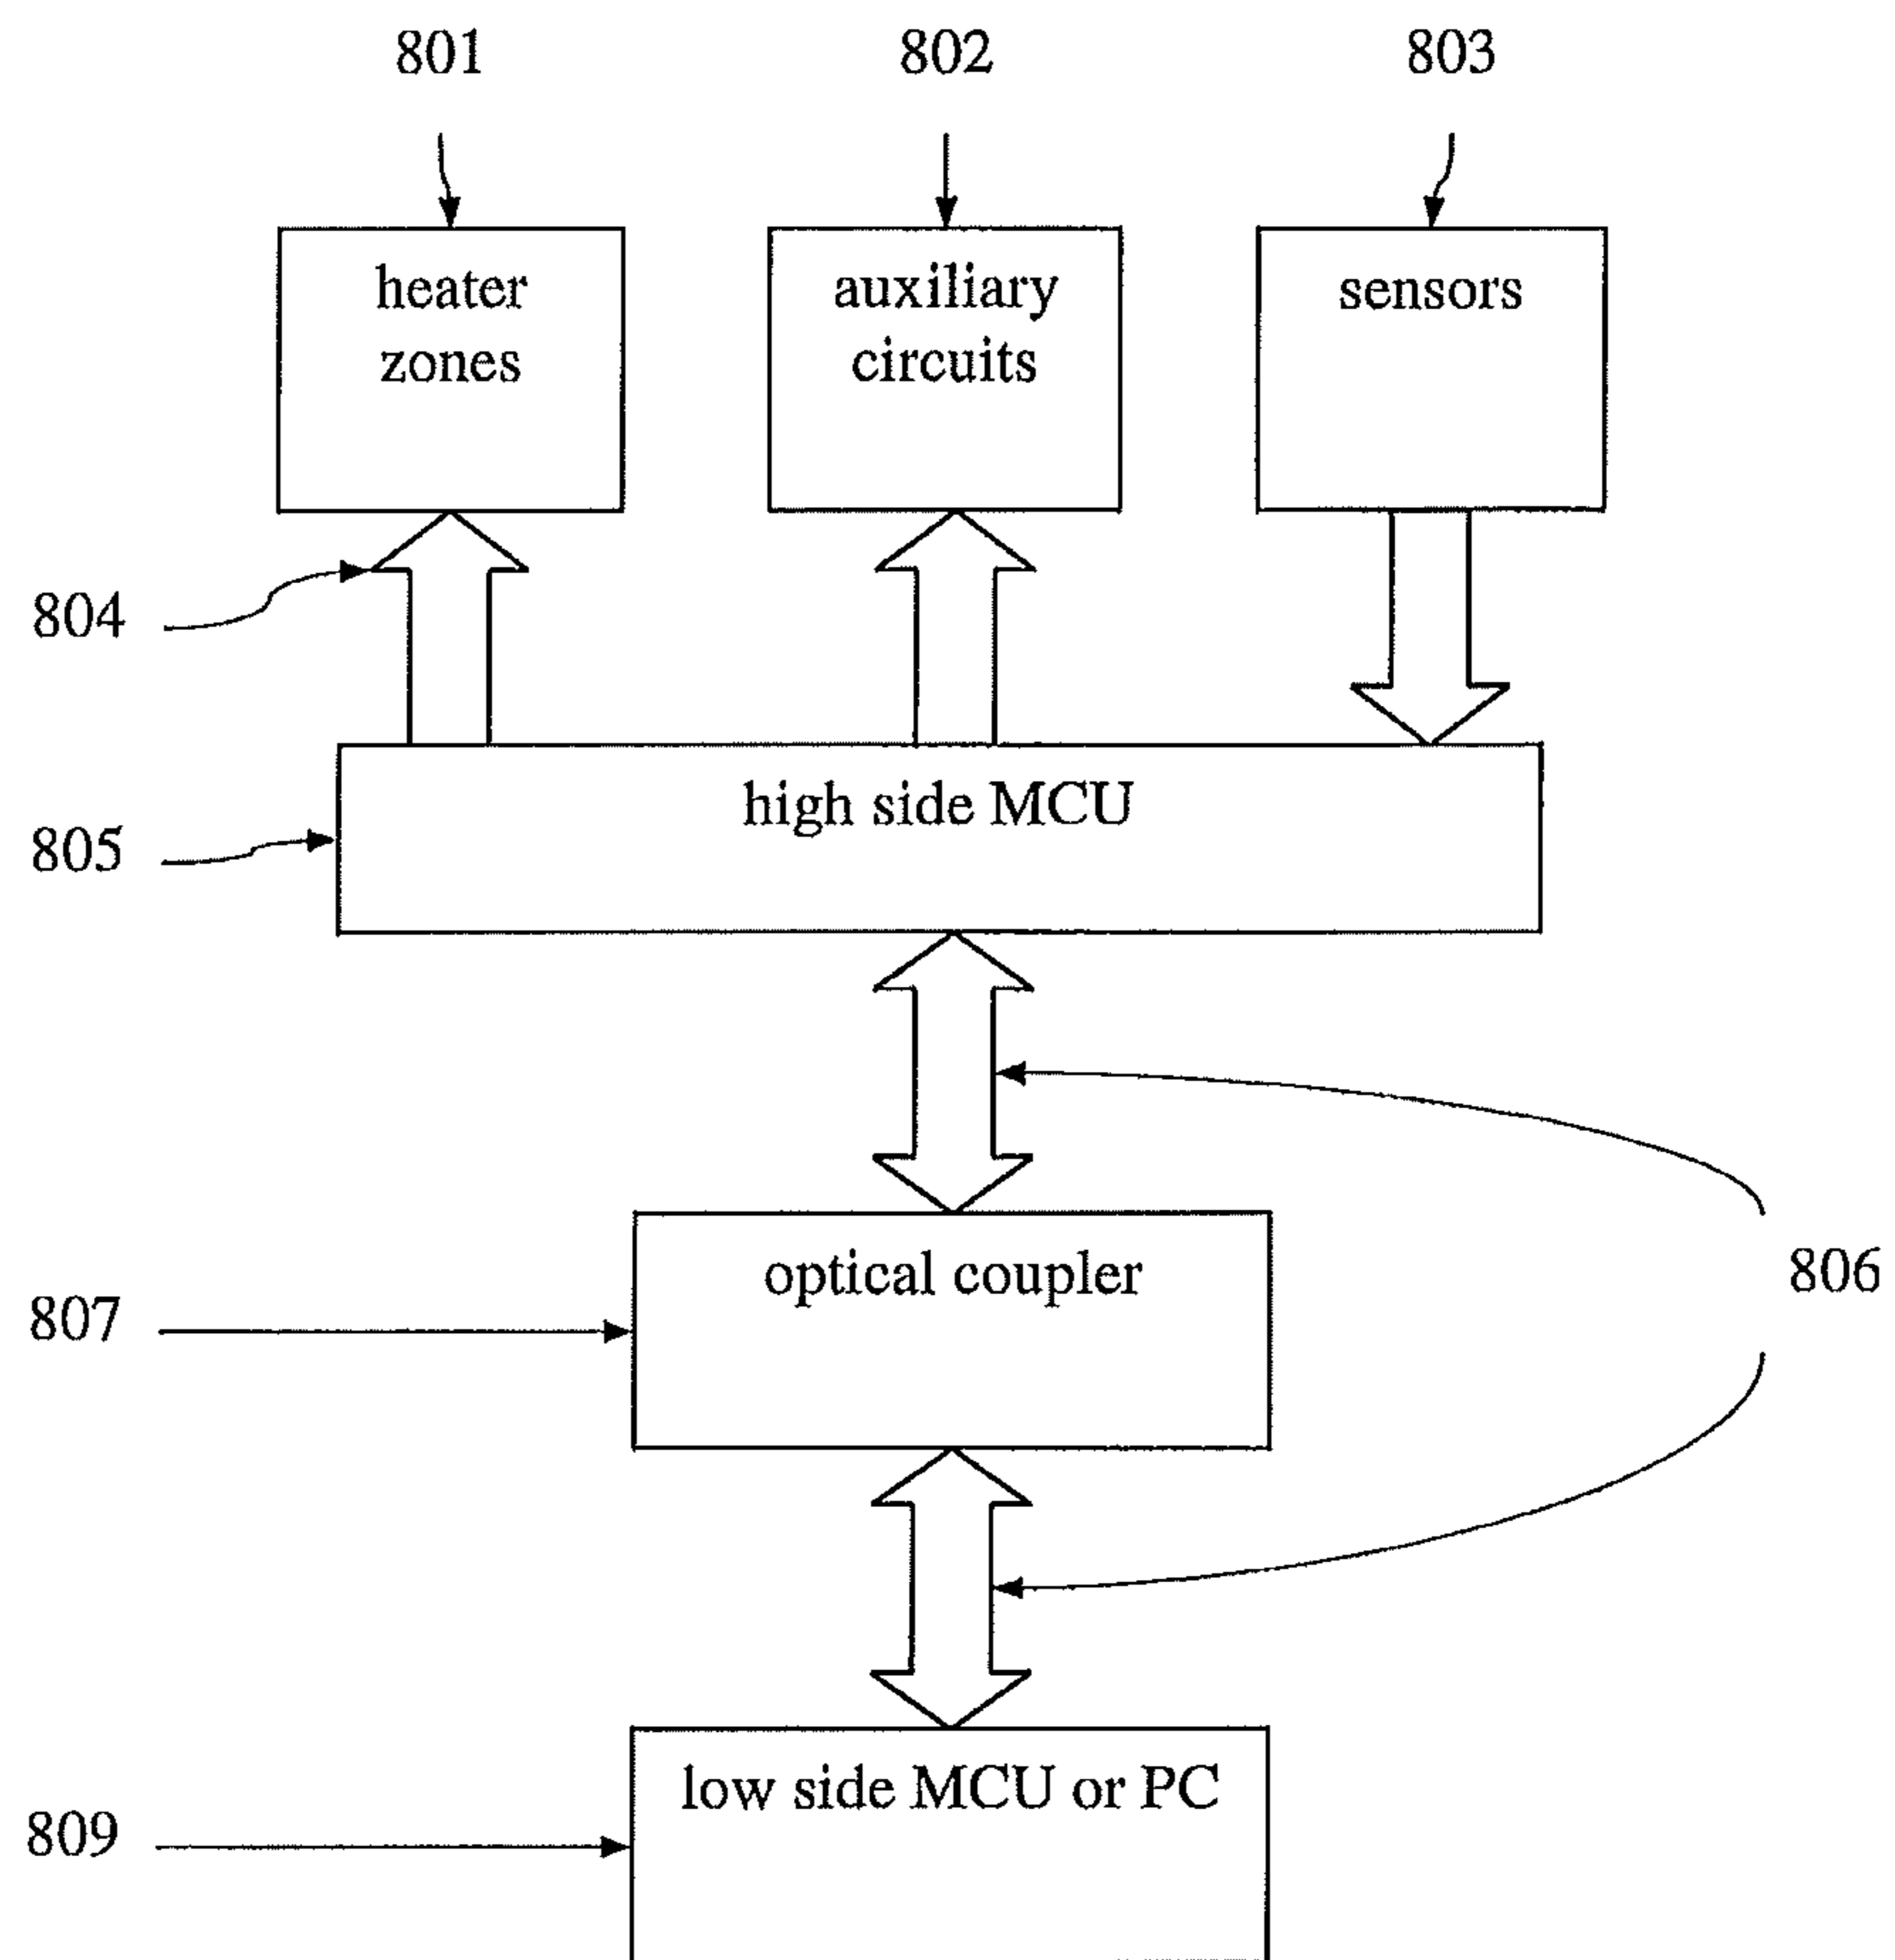 801
802
803
heater
zones
auxiliary
circuits
sensors
804
high side MCU
805
optical coupler
806
807
low side MCU or PC
809